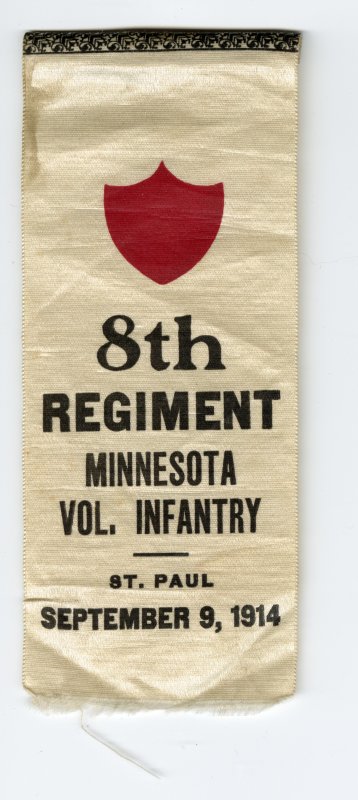 8th
REGIMENT
MINNESOTA
VOL. INFANTRY
ST. PAUL
SEPTEMBER 9, 1914